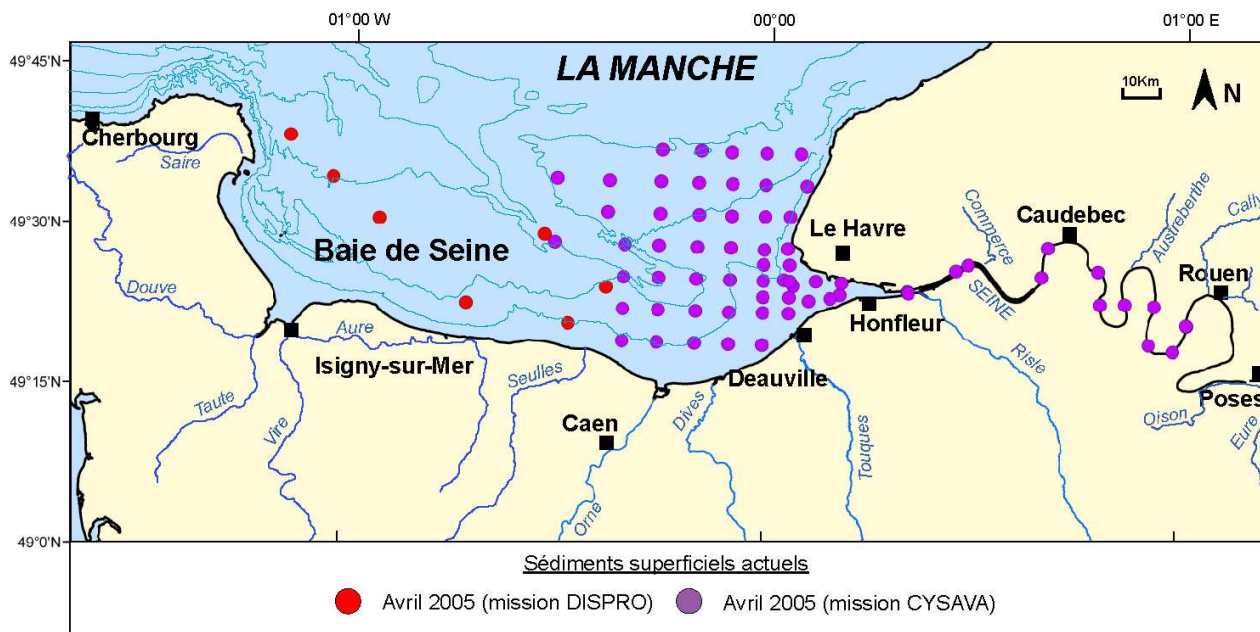 01°00 W
00°00'
01°00 E
49°45'N
LA MANCHE
10Km
N
Cherbourg
Saire
49°30'N
Baie de Seine
Le Havre
Commerce
Caudebec
Austreberthe
Cally
Rouen
SEINE
Honfleur
Douve
Aure
Isigny-sur-Mer
Seulles
Deauville
Risle
49°15'N
Poses
Oison
Eure
Taute
Vire
Caen
Dives
Touques
Orne
49°0'N
Sédiments superficiels actuels
Avril 2005 (mission DISPRO)
Avril 2005 (mission CYSAVA)